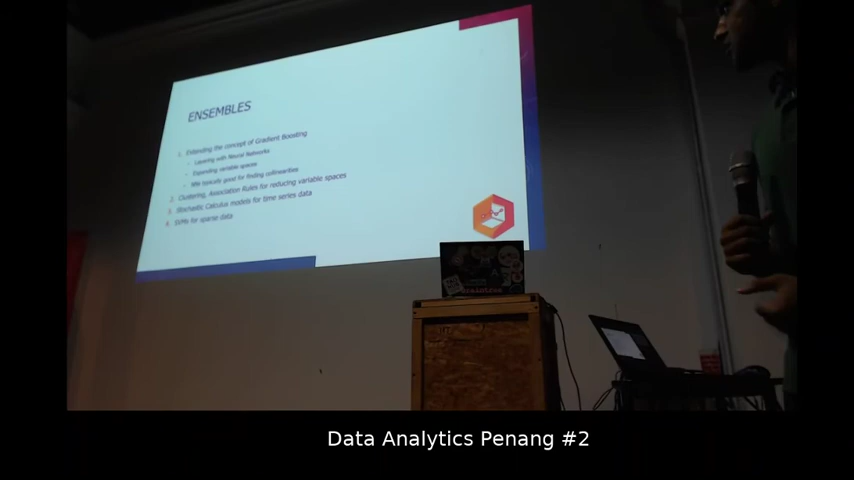 ENSEMBLES
1. Extending the concept of Gradient Boosting
- Layering with Neural Networks
- Expanding variable spaces
- NNs typically good for finding collinearities
2. Clustering, Association Rules for reducing variable spaces
3. Stochastic Calculus models for time series data
4. SVMs for sparse data
Data Analytics Penang #2